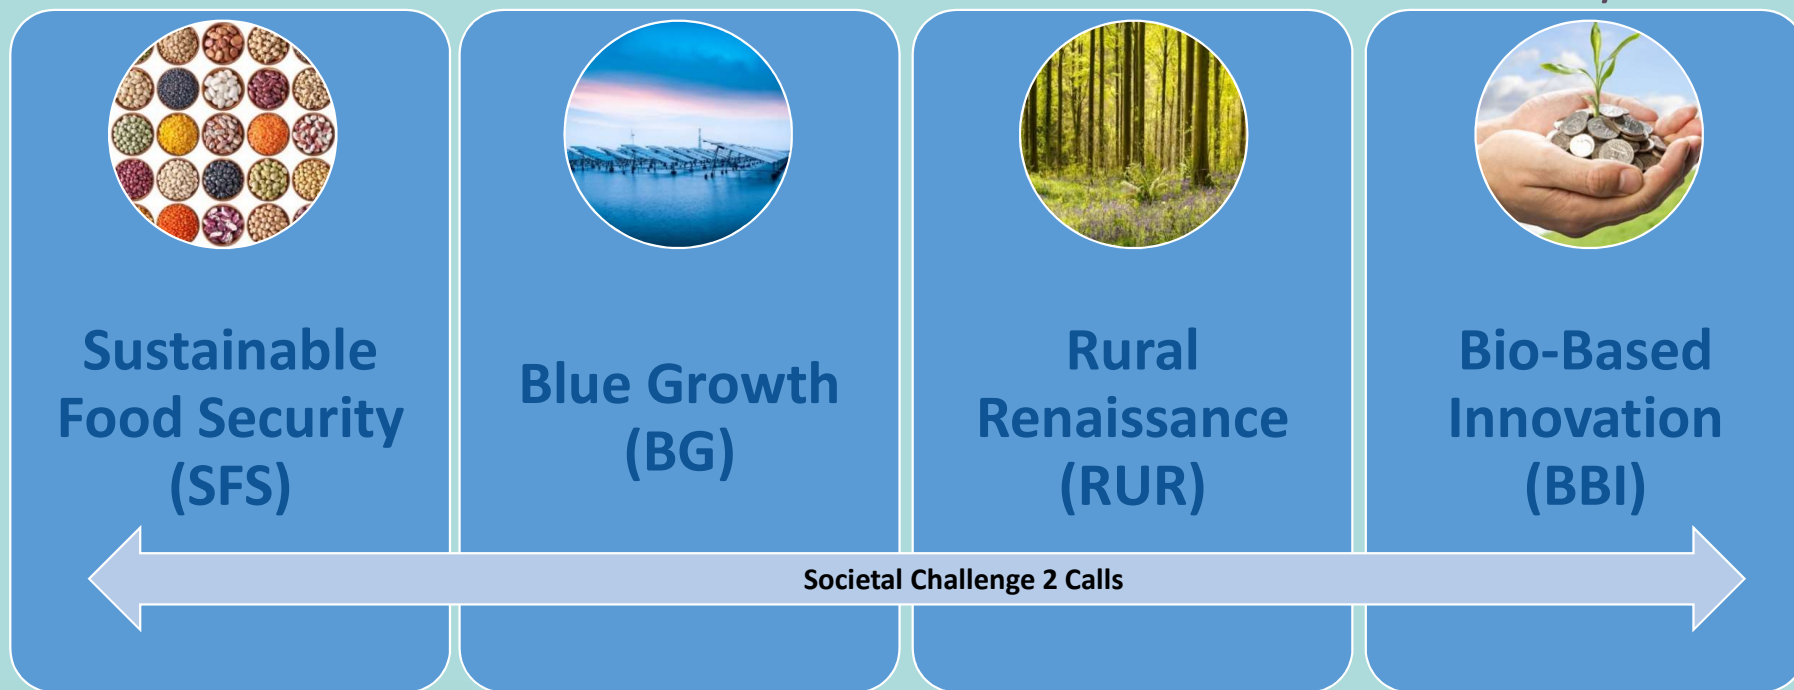 Sustainable
Food Security
(SFS)
Blue Growth
(BG)
Rural
Renaissance
(RUR)
Bio-Based
Innovation
(BBI)
Societal Challenge 2 Calls